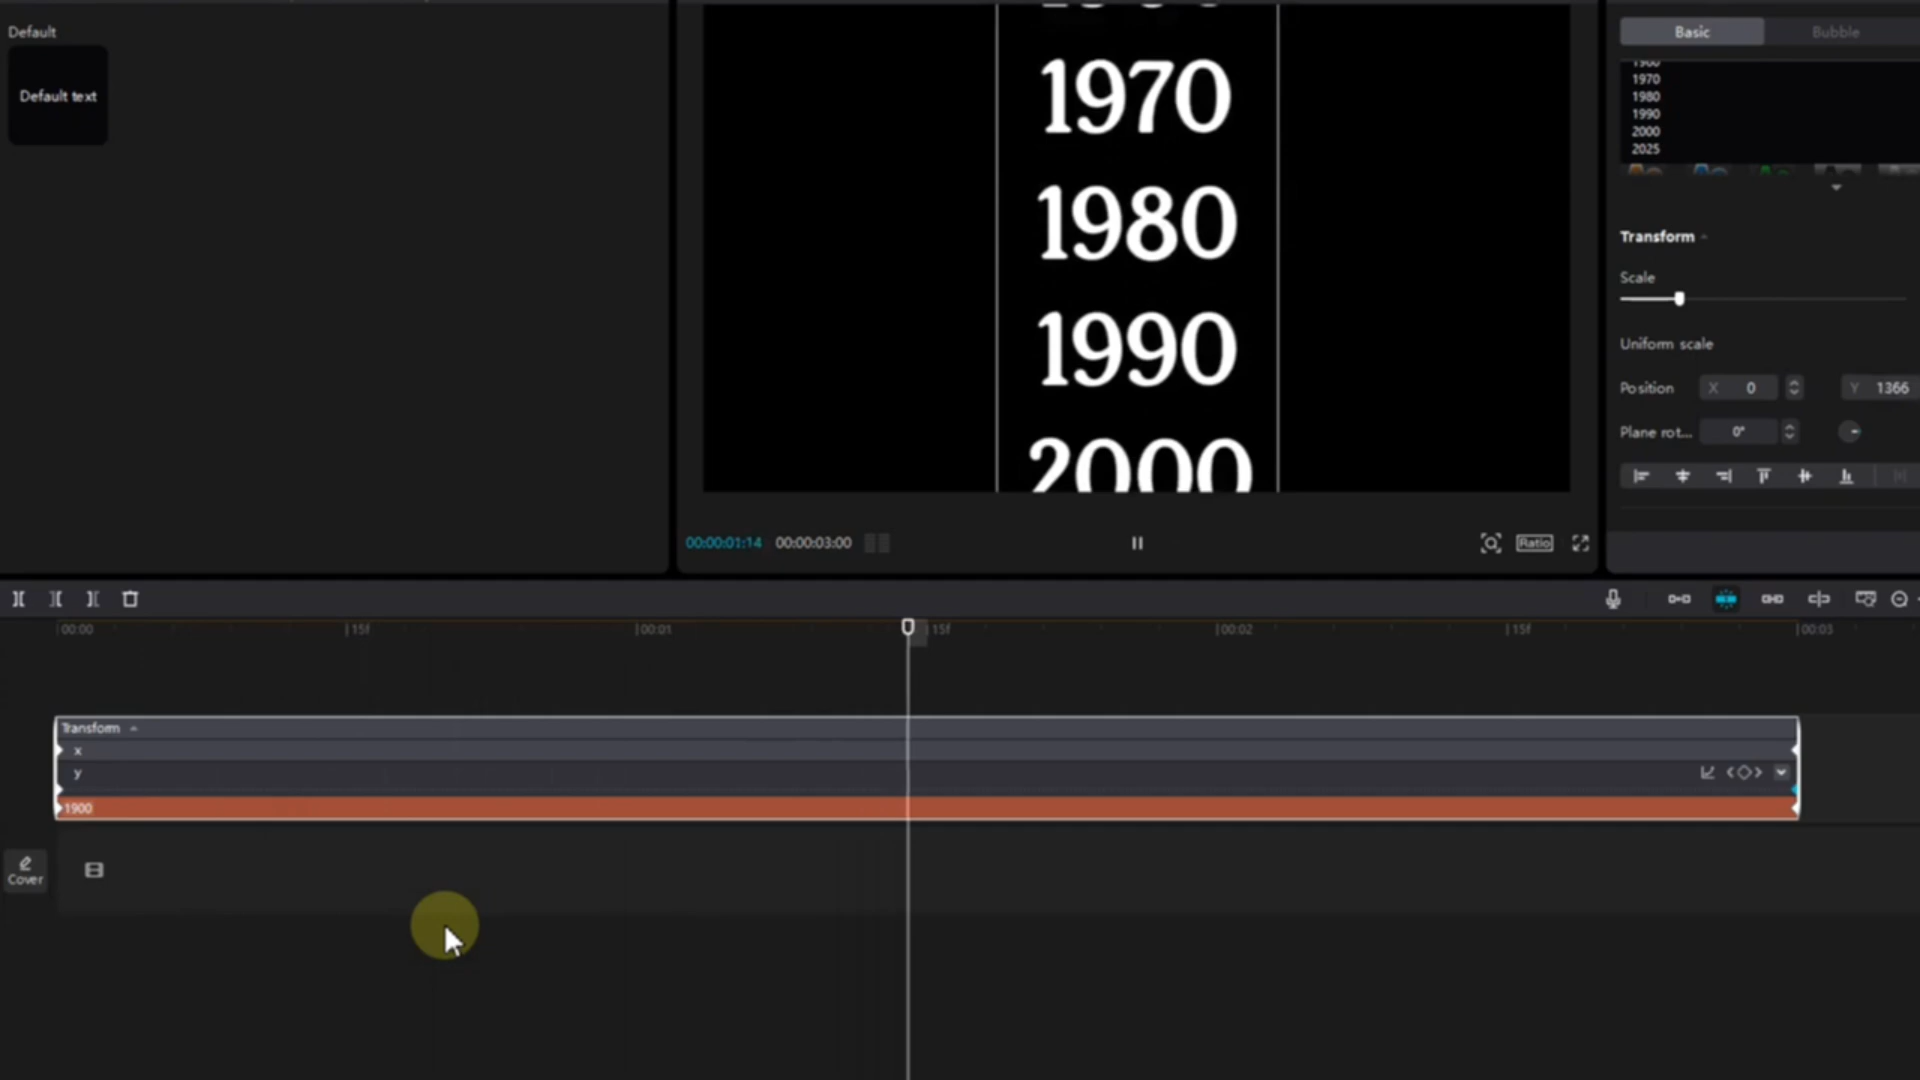 Default
Default text
1970
1980
1990
2000
00:00:01:14 00:00:03:00
Ratio
Basic Bubble
1960
1970
1980
1990
2000
2025
Transform
Scale
Uniform scale
Position X 0 Y 1366
Plane rot... 0°
00:00 15f 00:01 15f 00:02 15f 00:03
Transform
x
y
1900
Cover